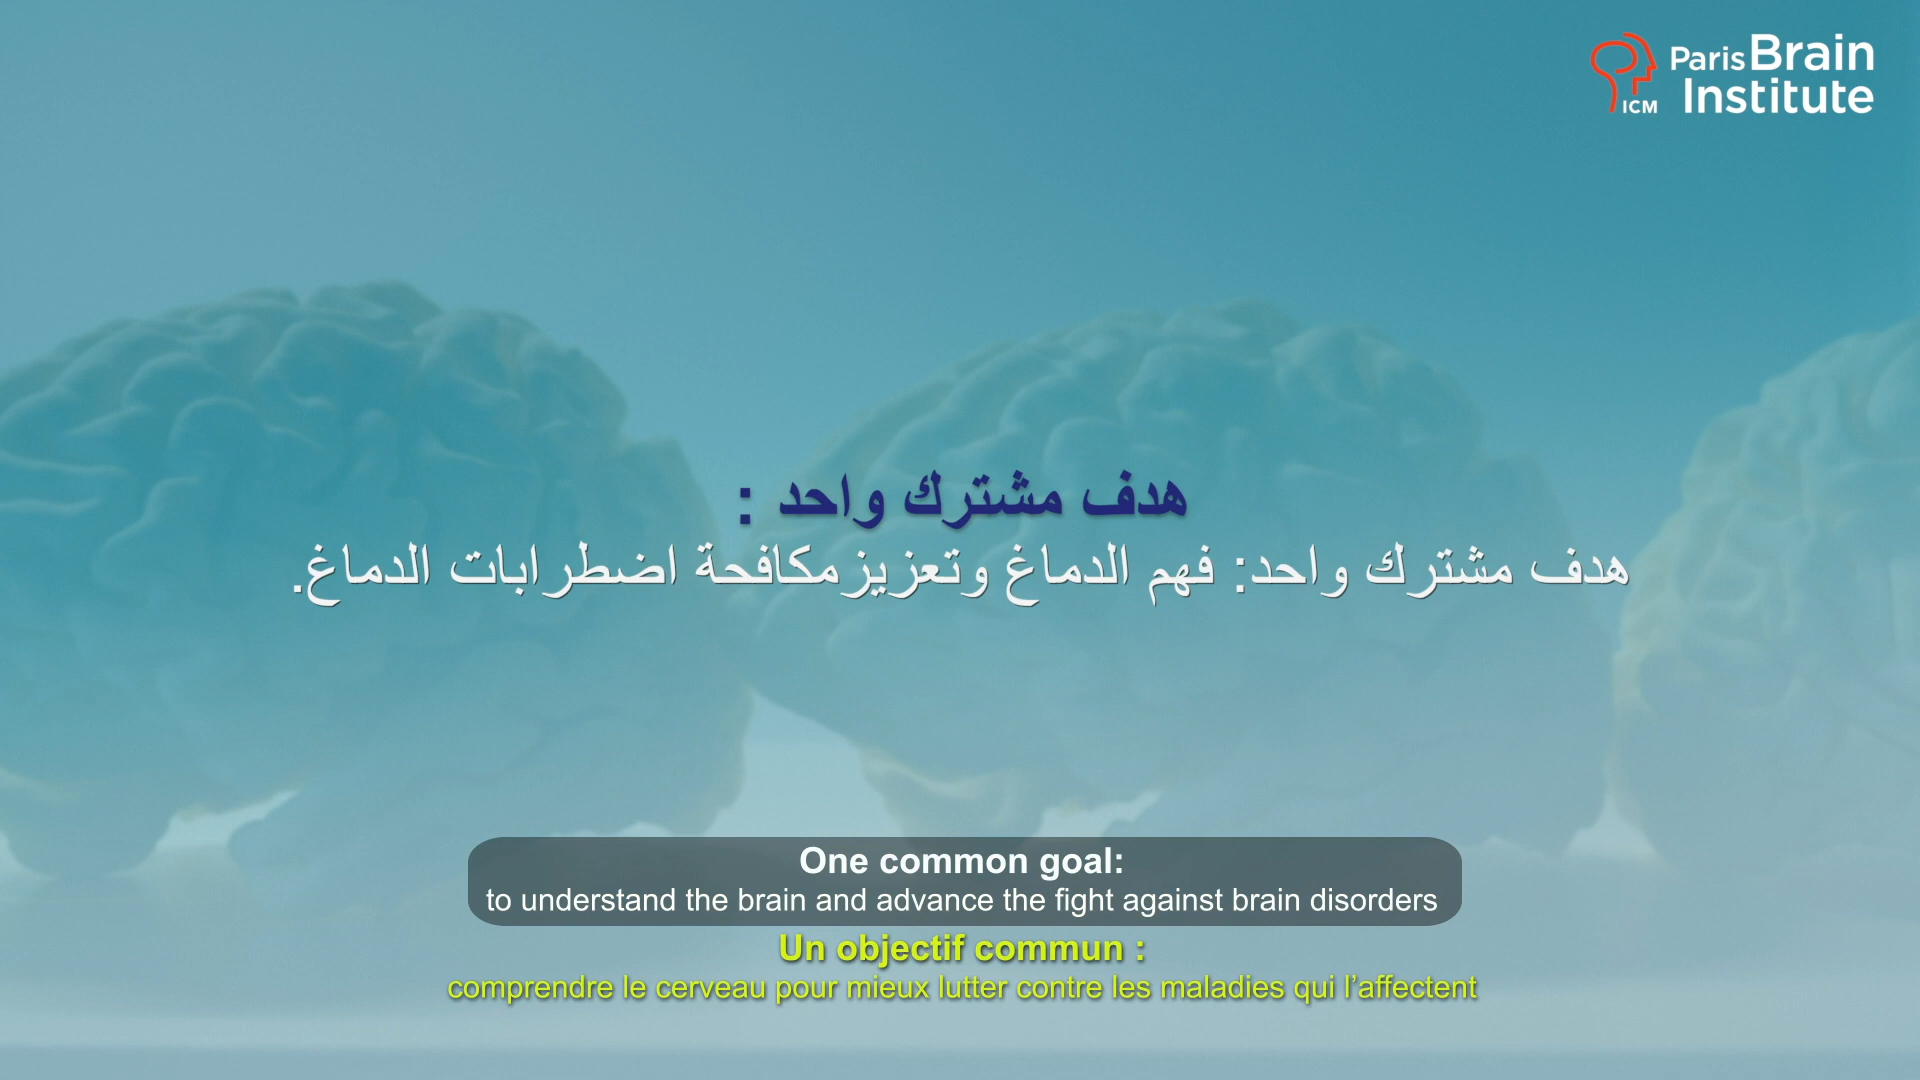 Paris Brain
Institute
ICM
هدف مشترك واحد :
هدف مشترك واحد: فهم الدماغ وتعزيزمكافحة اضطرابات الدماغ.
One common goal:
to understand the brain and advance the fight against brain disorders
Un objectif commun :
comprendre le cerveau pour mieux lutter contre les maladies qui l’affectent